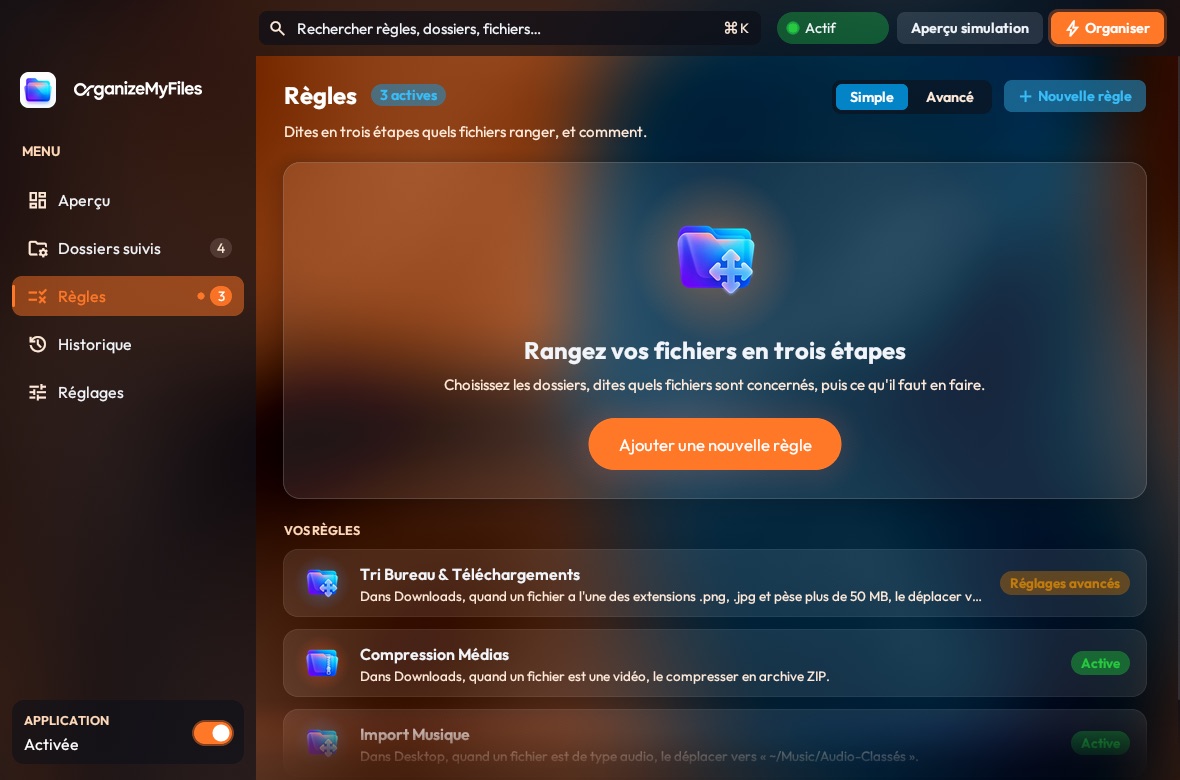 Rechercher règles, dossiers, fichiers...
⌘K
Actif
Aperçu simulation
Organiser
OrganizeMyFiles
MENU
Aperçu
Dossiers suivis
4
Règles
3
Historique
Réglages
APPLICATION
Activée
Règles
3 actives
Simple
Avancé
Nouvelle règle
Dites en trois étapes quels fichiers ranger, et comment.
Rangez vos fichiers en trois étapes
Choisissez les dossiers, dites quels fichiers sont concernés, puis ce qu'il faut en faire.
Ajouter une nouvelle règle
VOS RÈGLES
Tri Bureau & Téléchargements
Dans Downloads, quand un fichier a l'une des extensions .png, .jpg et pèse plus de 50 MB, le déplacer v...
Réglages avancés
Compression Médias
Dans Downloads, quand un fichier est une vidéo, le compresser en archive ZIP.
Active
Import Musique
Dans Desktop, quand un fichier est de type audio, le déplacer vers « ~/Music/Audio-Classés ».
Active